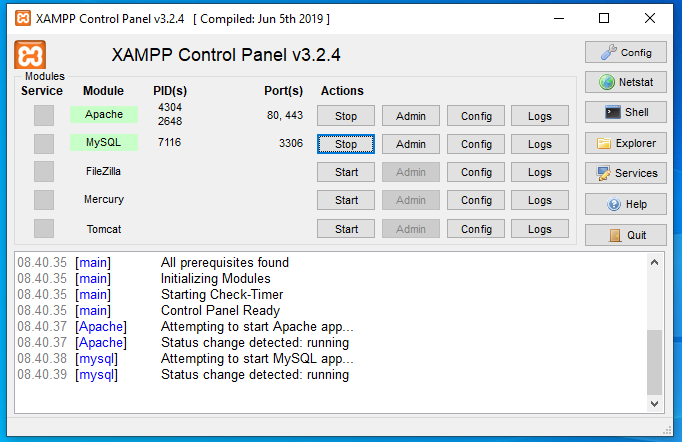 XAMPP Control Panel v3.2.4 [ Compiled: Jun 5th 2019 ]
XAMPP Control Panel v3.2.4
Config
Modules
Service Module PID(s) Port(s) Actions
Netstat
Apache 4304 2648 80, 443 Stop Admin Config Logs
Shell
MySQL 7116 3306 Stop Admin Config Logs
Explorer
FileZilla Start Admin Config Logs
Services
Mercury Start Admin Config Logs
Help
Tomcat Start Admin Config Logs
Quit
08.40.35 [main] All prerequisites found
08.40.35 [main] Initializing Modules
08.40.35 [main] Starting Check-Timer
08.40.35 [main] Control Panel Ready
08.40.37 [Apache] Attempting to start Apache app...
08.40.37 [Apache] Status change detected: running
08.40.38 [mysql] Attempting to start MySQL app...
08.40.39 [mysql] Status change detected: running